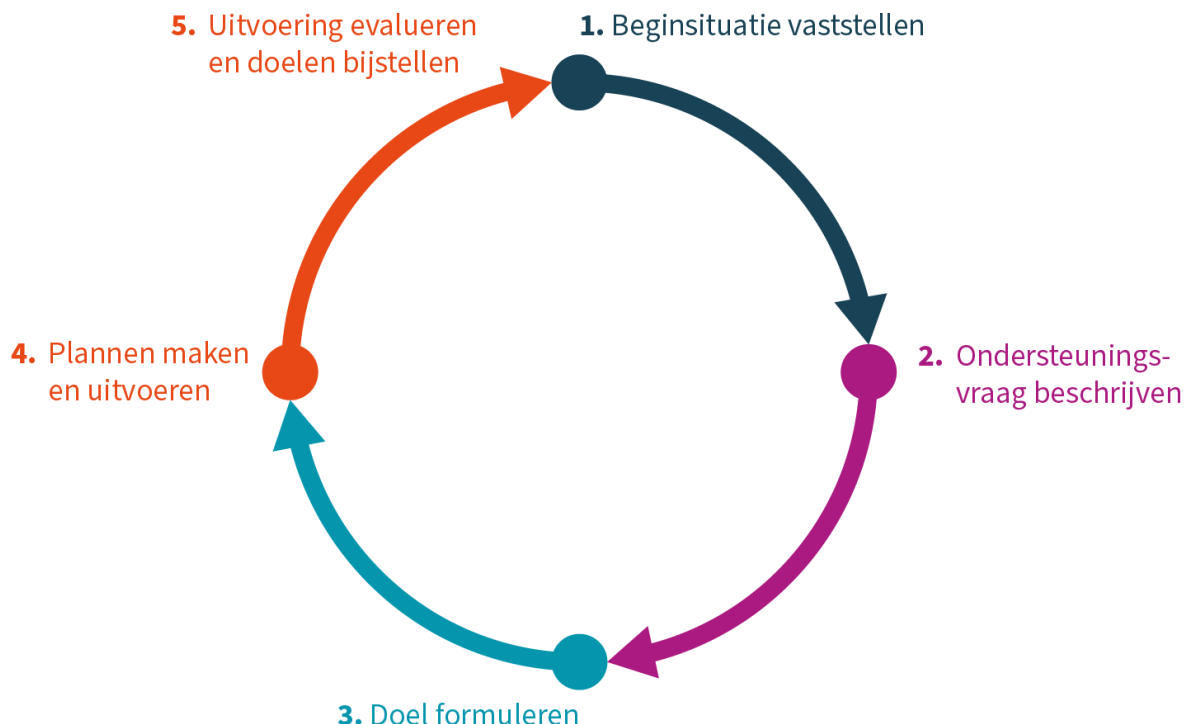 1. Beginsituatie vaststellen
2. Ondersteunings-
vraag beschrijven
3. Doel formuleren
4. Plannen maken
en uitvoeren
5. Uitvoering evalueren
en doelen bijstellen